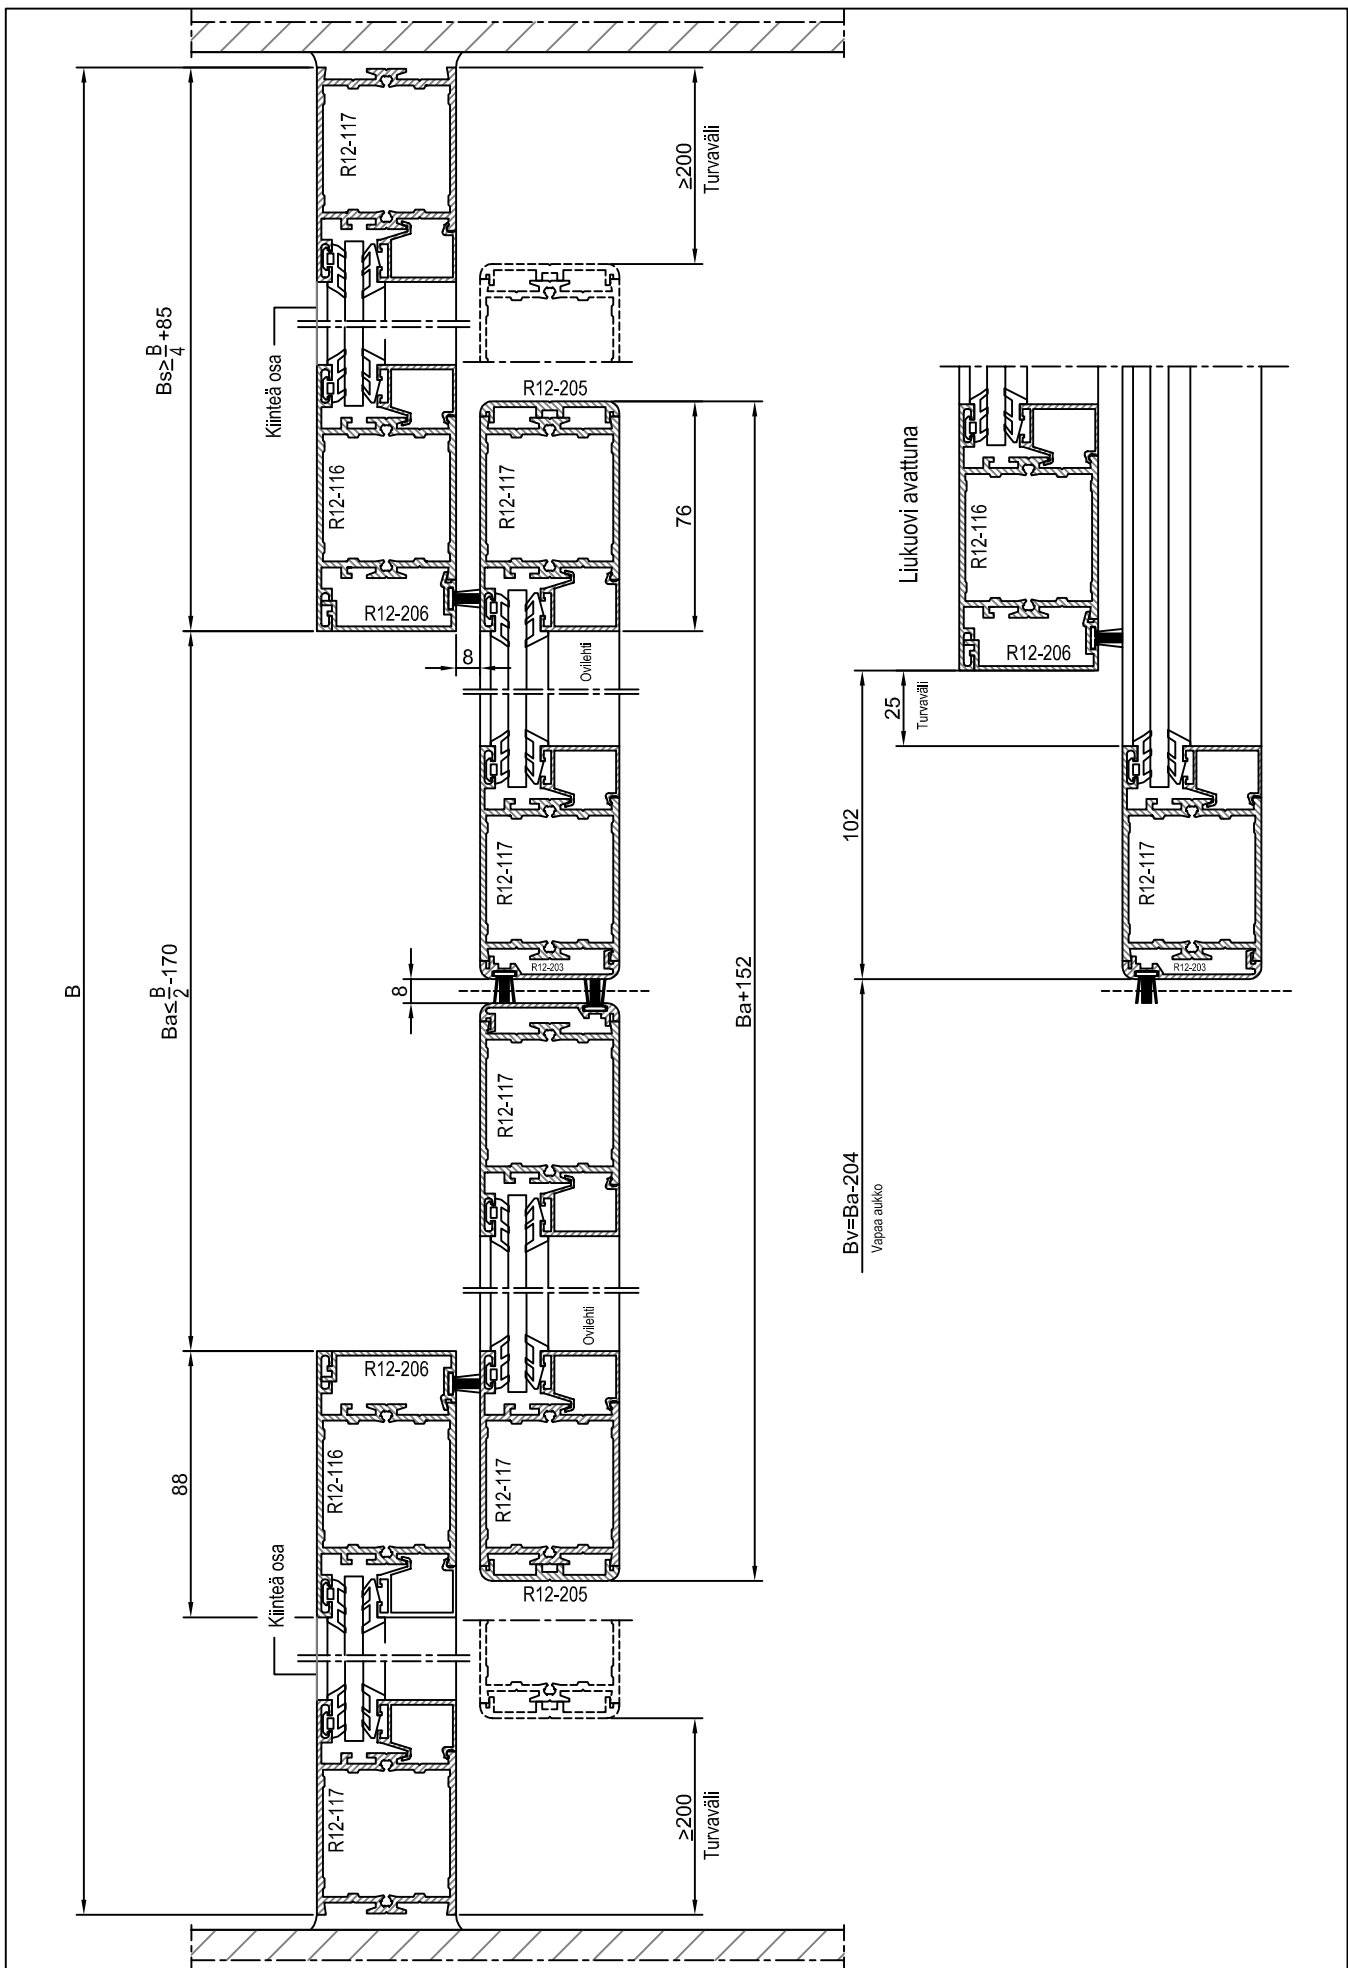 B
Bs≥B/4+85
Ba≤B/2-170
88
Kiinteä osa
R12-117
R12-116
R12-206
≥200
Turvaväli
R12-205
R12-117
76
8
Ovilehti
R12-117
R12-203
8
Ba+152
R12-117
Ovilehti
R12-206
R12-116
R12-117
R12-205
Kiinteä osa
R12-117
≥200
Turvaväli
Liukuovi avattuna
R12-116
R12-206
25
Turvaväli
102
R12-117
R12-203
Bv=Ba-204
Vapaa aukko